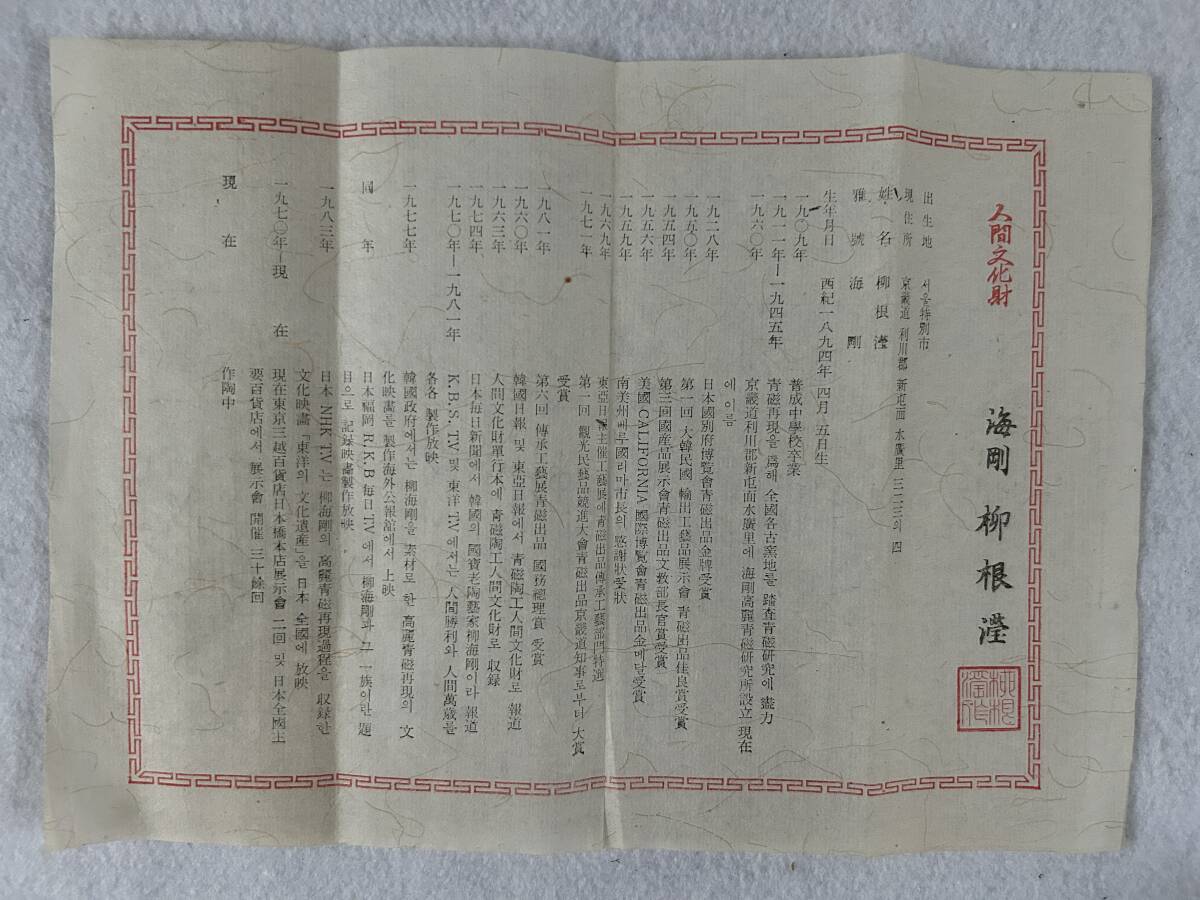 人間文化財
海剛 柳根瀅
出生地 서울特別市
現住所 京畿道 利川郡 新屯面 水廣里 三二三의 四
姓名 柳根瀅
雅號 海剛
生年月日 西紀一八九四年 四月 五日生
一九〇九年 普成中學校卒業
一九一一年—一九四五年 青磁再現을 爲해 全國各古窯地를 踏査青磁硏究에 盡力
一九六〇年 京畿道利川郡新屯面水廣里에 海剛高麗青磁硏究所設立 現在
에 이름
一九二八年 日本國別府博覽會青磁出品金牌受賞
一九五〇年 第一回 大韓民國 輸出工藝品展示會 青磁出品佳良賞受賞
一九五四年 第三回國産品展示會青磁出品文敎部長官賞受賞
一九五六年 美國 CALIFORNIA 國際博覽會青磁出品金메달受賞
一九五九年 南美州페루國리마市長의 感謝狀受狀
一九六九年 東亞日報主催工藝展에青磁出品傳承工藝部門特選
一九七一年 第一回 觀光民藝品競進大會青磁出品京畿道知事로부터 大賞
受賞
一九八一年 第六回 傳承工藝展青磁出品 國務總理賞 受賞
一九六〇年 韓國日報 및 東亞日報에서 青磁陶工人間文化財로 報道
一九六三年 人間文化財單行本에 青磁陶工人間文化財로 収録
一九七四年 日本每日新聞에서 韓國의 國寶老陶藝家柳海剛이라 報道
一九七〇年—一九八一年 K.B.S. TV 및 東洋 T.V에서는 人間勝利와 人間萬歲를
各各 製作放映
一九七七年 韓國政府에서는 柳海剛을 素材로 한 高麗青磁再現의 文
化映畫를 製作海外公報舘에서 上映
同年 日本福岡 R.K.B 每日 TV에서 柳海剛과 그 一族이란 題
目으로 記録映畵製作放映
一九八三年 日本 NHK T.V는 柳海剛의 高麗青磁再現過程을 収録한
文化映畵「東洋의 文化遺産」을 日本 全國에 放映
一九七〇年—現在 現在東京三越百貨店日本橋本店展示會 二回 및 日本全國主
要百貨店에서 展示會 開催 三十餘回
現在 作陶中